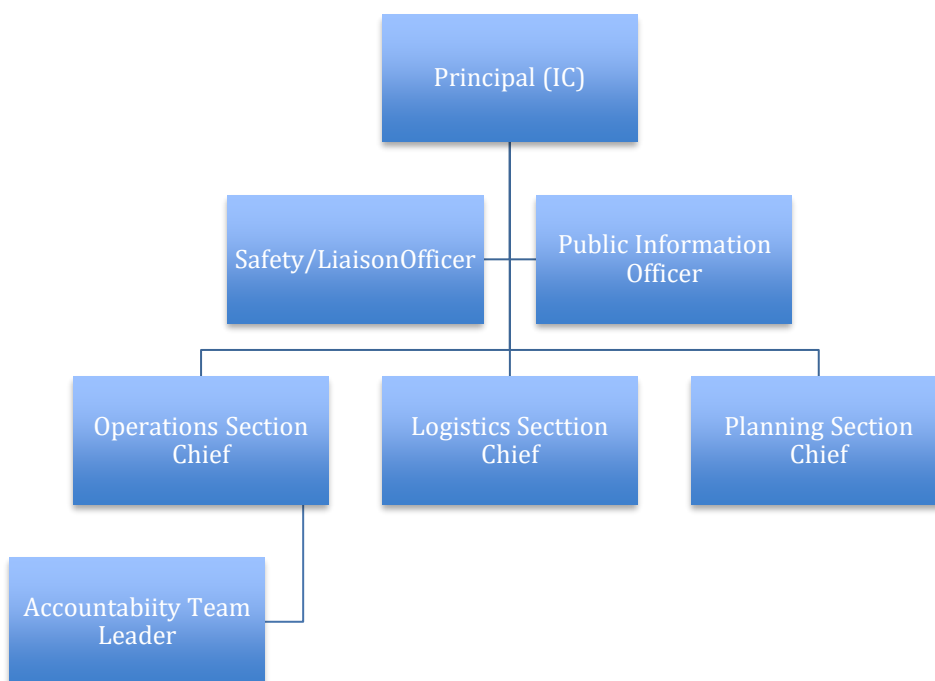 Principal (IC)
Safety/LiaisonOfficer
Public Information
Officer
Operations Section
Chief
Logistics Secttion
Chief
Planning Section
Chief
Accountabiity Team
Leader